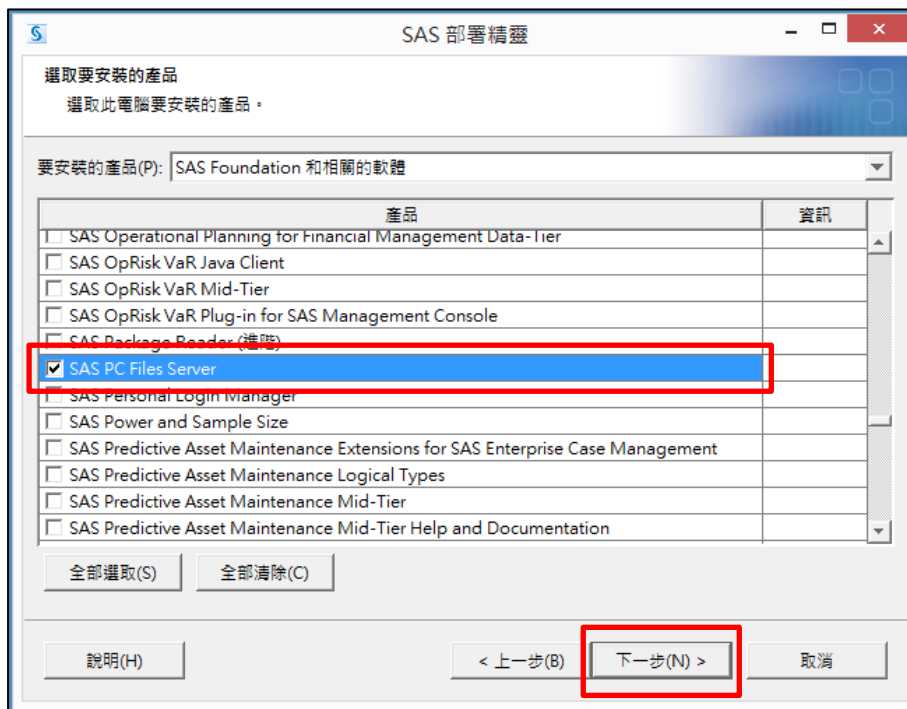 SAS 部署精靈
選取要安裝的產品
選取此電腦要安裝的產品。
要安裝的產品(P): SAS Foundation 和相關的軟體
產品 資訊
SAS Operational Planning for Financial Management Data-Tier
SAS OpRisk VaR Java Client
SAS OpRisk VaR Mid-Tier
SAS OpRisk VaR Plug-in for SAS Management Console
SAS Package Reader (進階)
SAS PC Files Server
SAS Personal Login Manager
SAS Power and Sample Size
SAS Predictive Asset Maintenance Extensions for SAS Enterprise Case Management
SAS Predictive Asset Maintenance Logical Types
SAS Predictive Asset Maintenance Mid-Tier
SAS Predictive Asset Maintenance Mid-Tier Help and Documentation
全部選取(S) 全部清除(C)
說明(H) < 上一步(B) 下一步(N) > 取消